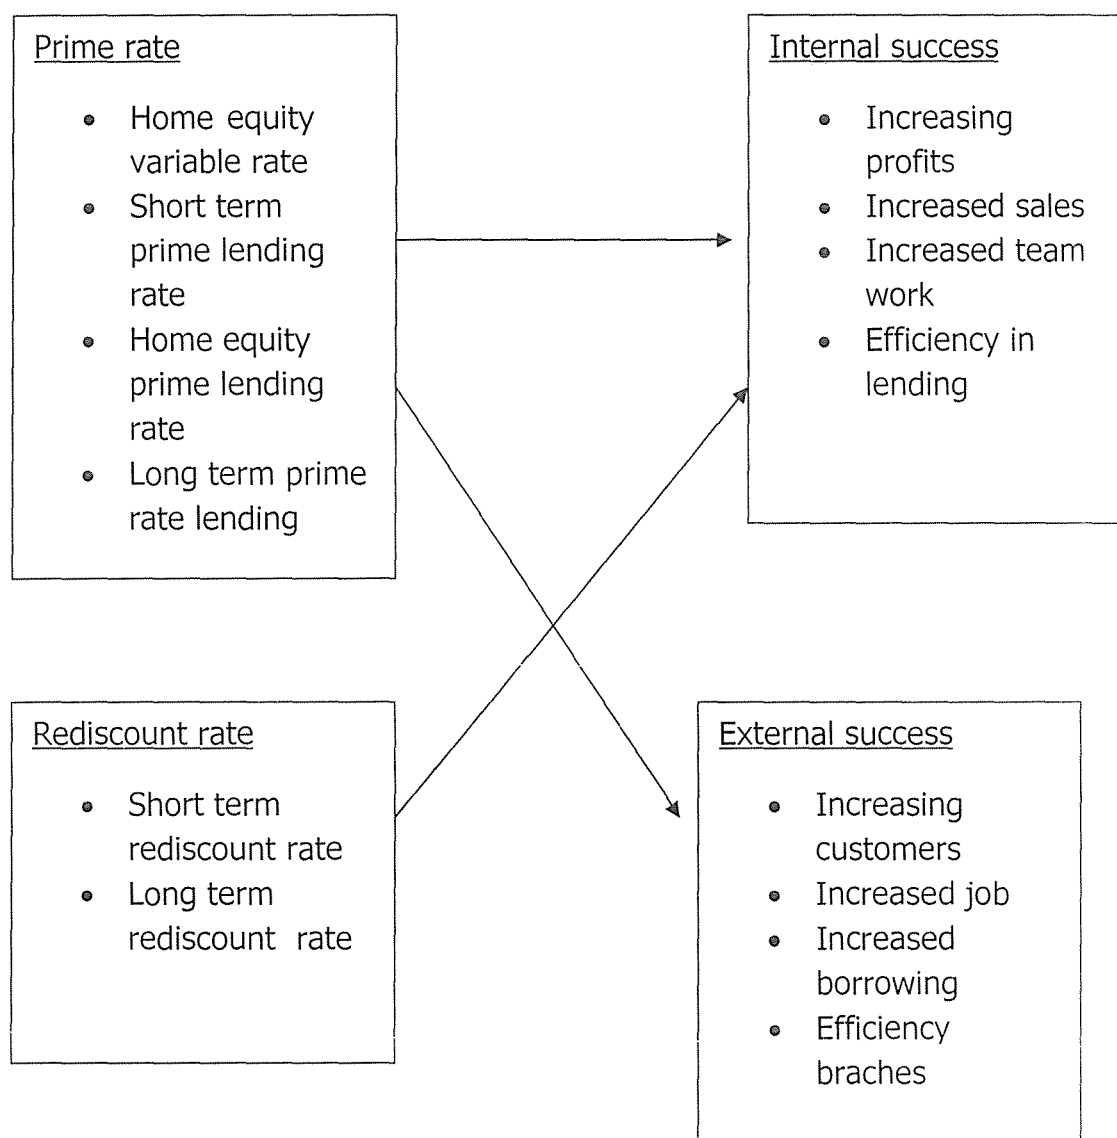 Prime rate
• Home equity
variable rate
• Short term
prime lending
rate
• Home equity
prime lending
rate
• Long term prime
rate lending
Internal success
• Increasing
profits
• Increased sales
• Increased team
work
• Efficiency in
lending
Rediscount rate
• Short term
rediscount rate
• Long term
rediscount rate
External success
• Increasing
customers
• Increased job
• Increased
borrowing
• Efficiency
braches